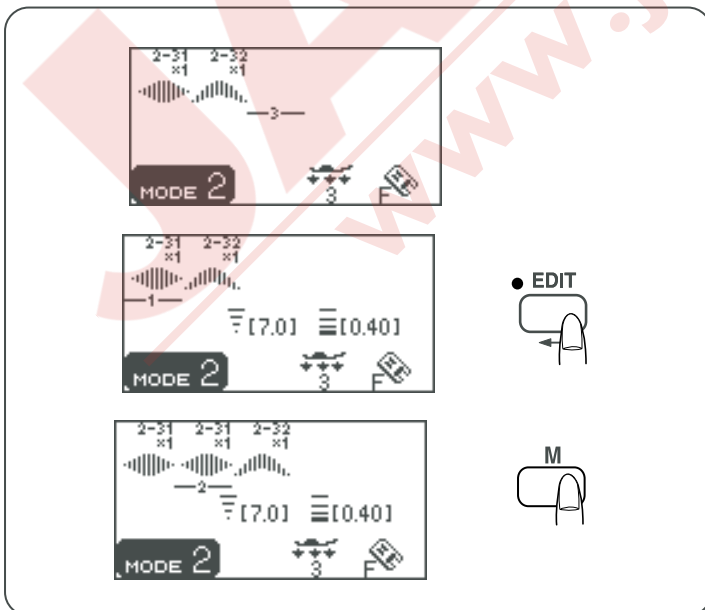 2-31 2-32
×1 ×1
3
MODE 2 3 F
2-31 2-32
×1 ×1
1
[7.0] [0.40]
MODE 2 3 F
EDIT
2-31 2-31 2-32
×1 ×1 ×1
2
[7.0] [0.40]
MODE 2 3 F
M
JA
www.j